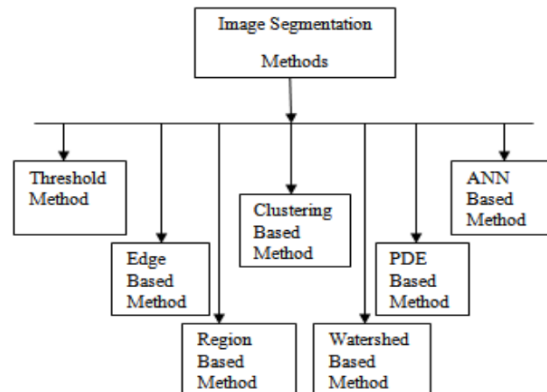 Image Segmentation
Methods
Threshold
Method
Edge
Based
Method
Region
Based
Method
Clustering
Based
Method
Watershed
Based
Method
PDE
Based
Method
ANN
Based
Method